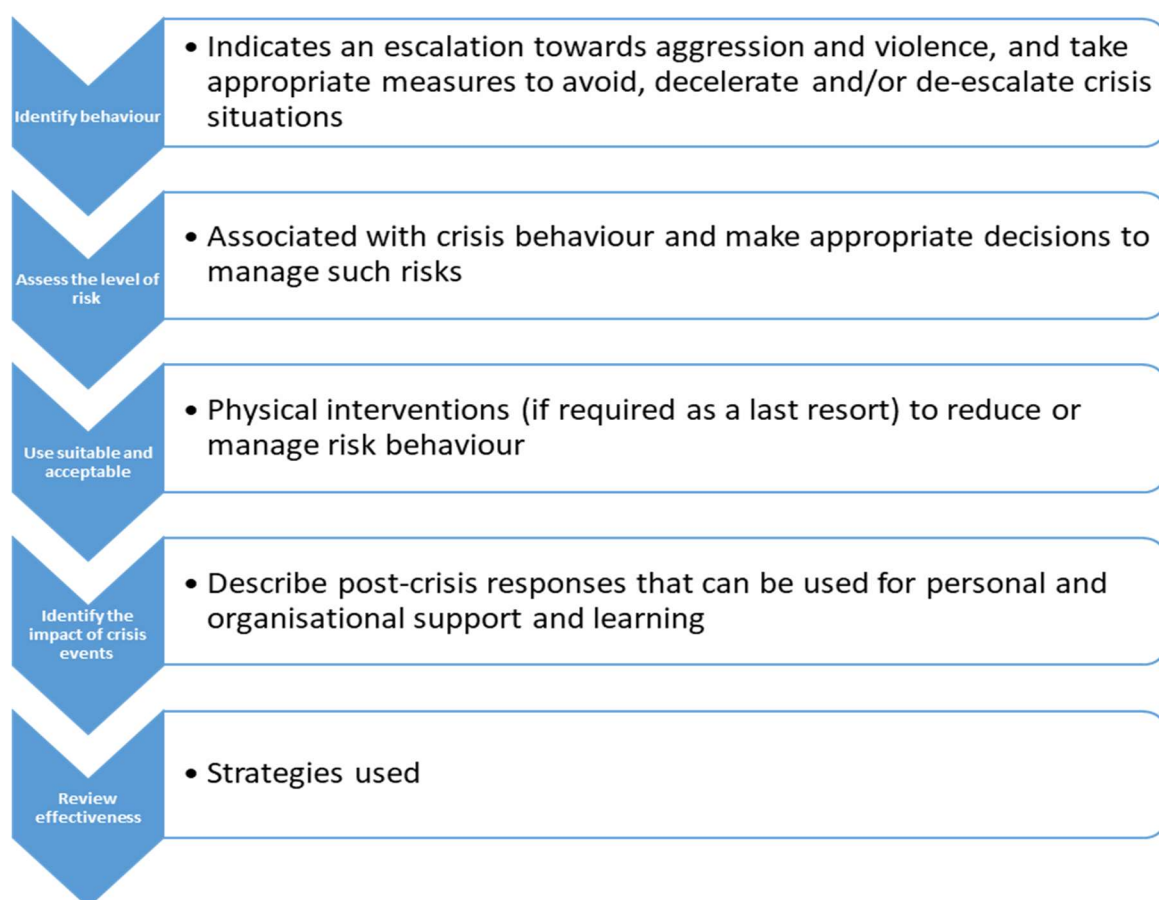 Identify behaviour
• Indicates an escalation towards aggression and violence, and take
appropriate measures to avoid, decelerate and/or de-escalate crisis
situations
Assess the level of
risk
• Associated with crisis behaviour and make appropriate decisions to
manage such risks
Use suitable and
acceptable
• Physical interventions (if required as a last resort) to reduce or
manage risk behaviour
Identify the
impact of crisis
events
• Describe post-crisis responses that can be used for personal and
organisational support and learning
Review
effectiveness
• Strategies used